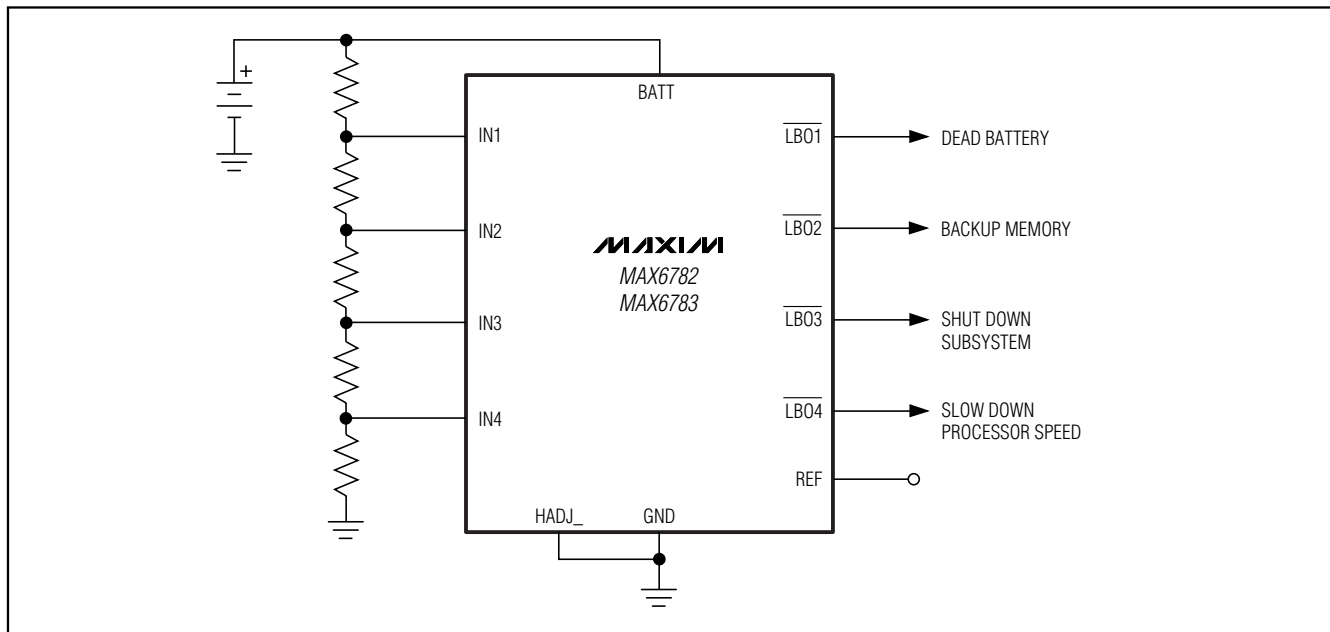 +
BATT
IN1
IN2
IN3
IN4
MAXIM
MAX6782
MAX6783
HADJ_
GND
LBO1
DEAD BATTERY
LBO2
BACKUP MEMORY
LBO3
SHUT DOWN
SUBSYSTEM
LBO4
SLOW DOWN
PROCESSOR SPEED
REF